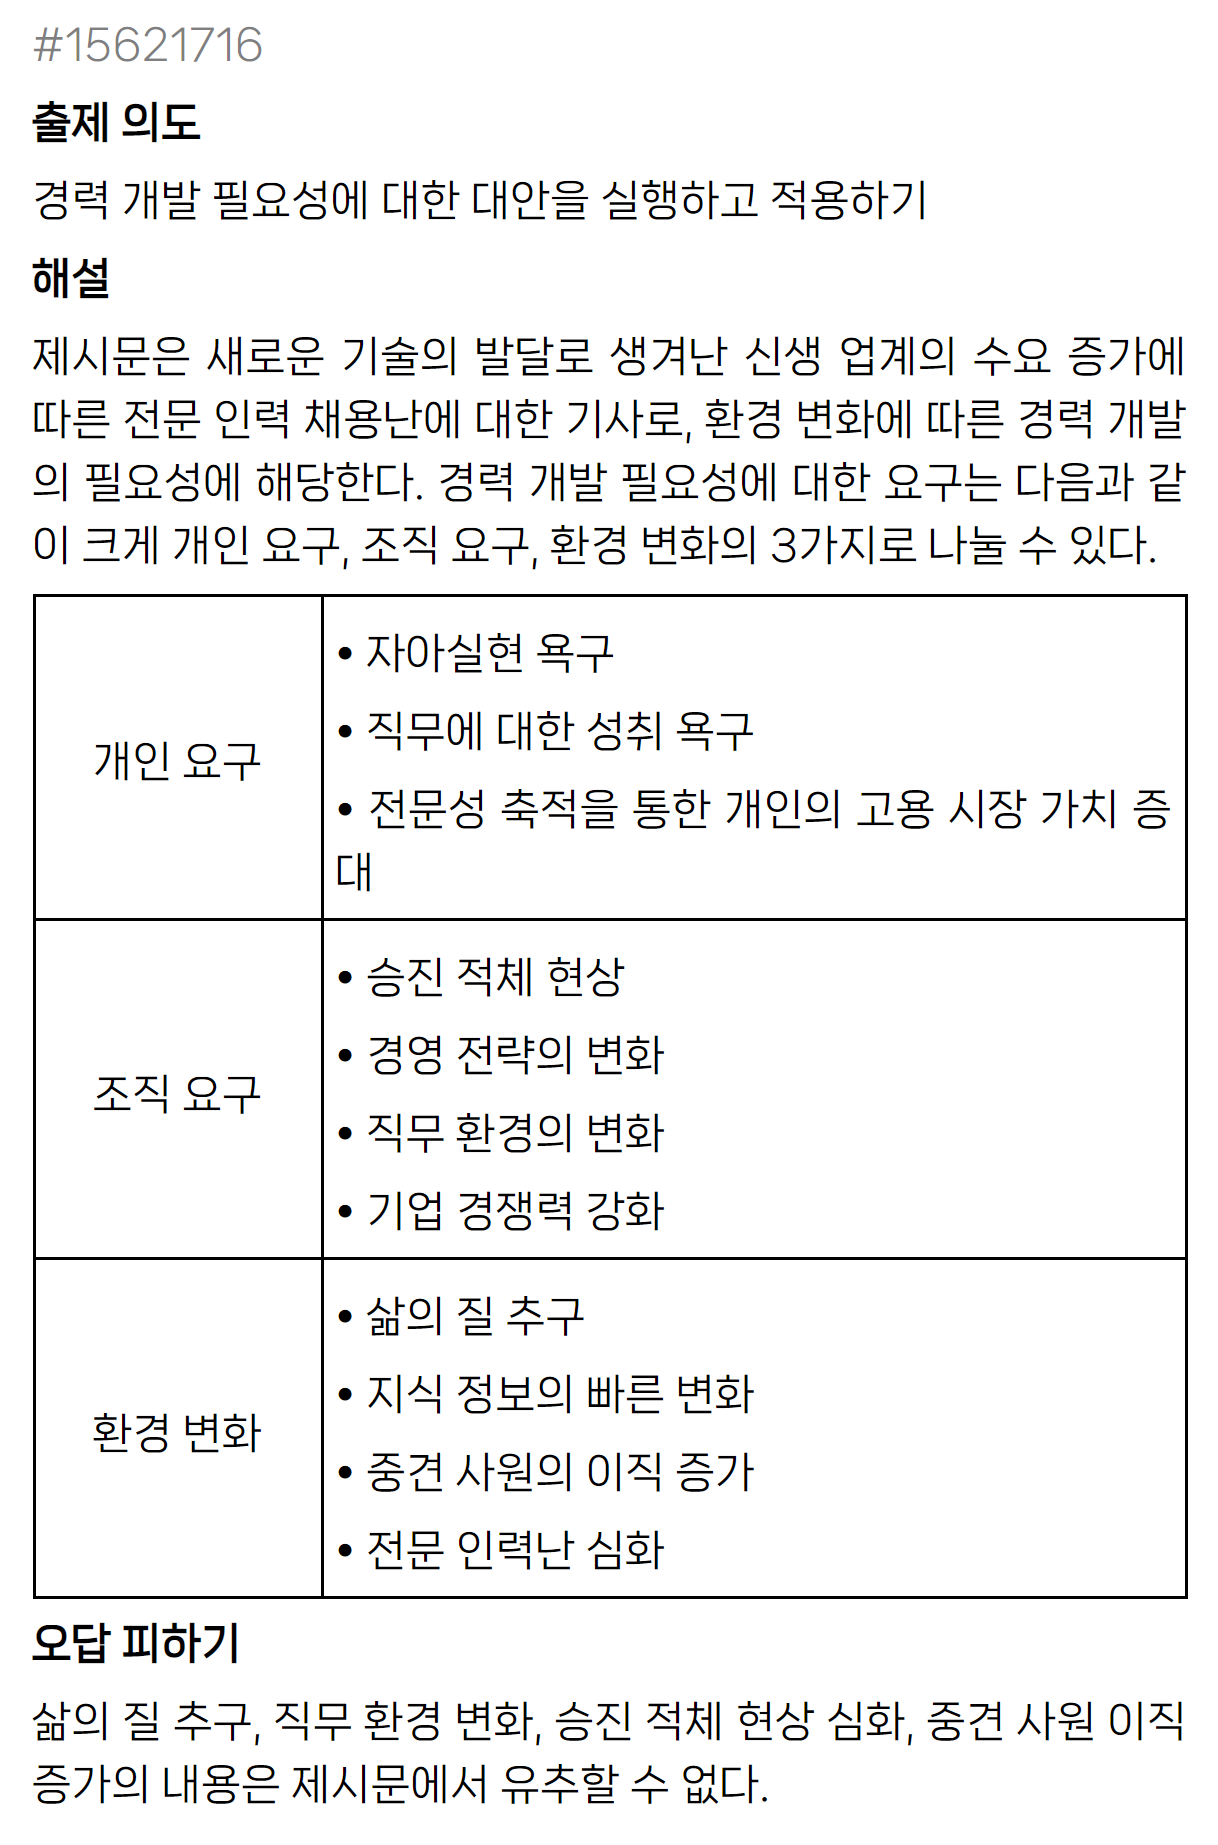 #15621716
출제 의도
경력 개발 필요성에 대한 대안을 실행하고 적용하기
해설
제시문은 새로운 기술의 발달로 생겨난 신생 업계의 수요 증가에
따른 전문 인력 채용난에 대한 기사로, 환경 변화에 따른 경력 개발
의 필요성에 해당한다. 경력 개발 필요성에 대한 요구는 다음과 같
이 크게 개인 요구, 조직 요구, 환경 변화의 3가지로 나눌 수 있다.
개인 요구
• 자아실현 욕구
• 직무에 대한 성취 욕구
• 전문성 축적을 통한 개인의 고용 시장 가치 증
대
조직 요구
• 승진 적체 현상
• 경영 전략의 변화
• 직무 환경의 변화
• 기업 경쟁력 강화
환경 변화
• 삶의 질 추구
• 지식 정보의 빠른 변화
• 중견 사원의 이직 증가
• 전문 인력난 심화
오답 피하기
삶의 질 추구, 직무 환경 변화, 승진 적체 현상 심화, 중견 사원 이직
증가의 내용은 제시문에서 유추할 수 없다.